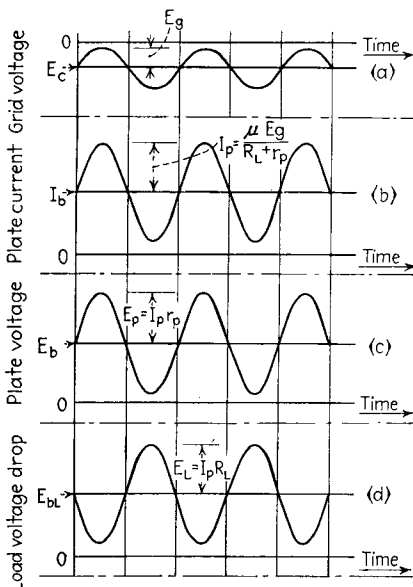 Grid voltage
0
E_g
Time
E_c
(a)
Plate current
I_p = μ E_g / R_L + r_p
I_b
(b)
0
Time
Plate voltage
E_p = I_p r_p
E_b
(c)
0
Time
Load voltage drop
E_L = I_p R_L
E_bL
(d)
0
Time